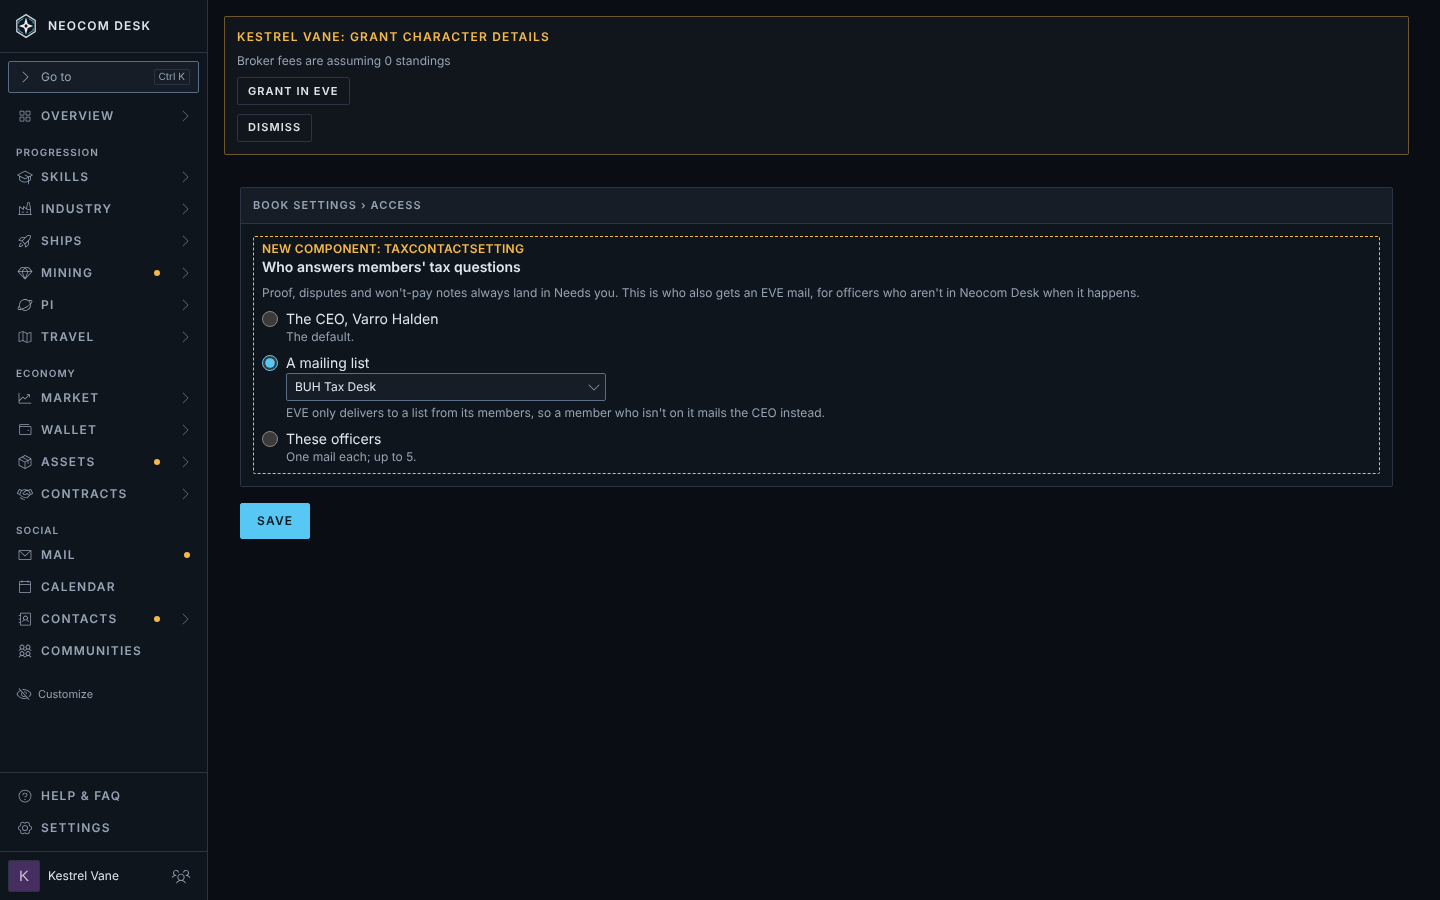 NEOCOM DESK
Go to
Ctrl K
OVERVIEW
PROGRESSION
SKILLS
INDUSTRY
SHIPS
MINING
PI
TRAVEL
ECONOMY
MARKET
WALLET
ASSETS
CONTRACTS
SOCIAL
MAIL
CALENDAR
CONTACTS
COMMUNITIES
Customize
HELP & FAQ
SETTINGS
K
Kestrel Vane
KESTREL VANE: GRANT CHARACTER DETAILS
Broker fees are assuming 0 standings
GRANT IN EVE
DISMISS
BOOK SETTINGS › ACCESS
NEW COMPONENT: TAXCONTACTSETTING
Who answers members' tax questions
Proof, disputes and won't-pay notes always land in Needs you. This is who also gets an EVE mail, for officers who aren't in Neocom Desk when it happens.
The CEO, Varro Halden
The default.
A mailing list
BUH Tax Desk
EVE only delivers to a list from its members, so a member who isn't on it mails the CEO instead.
These officers
One mail each; up to 5.
SAVE